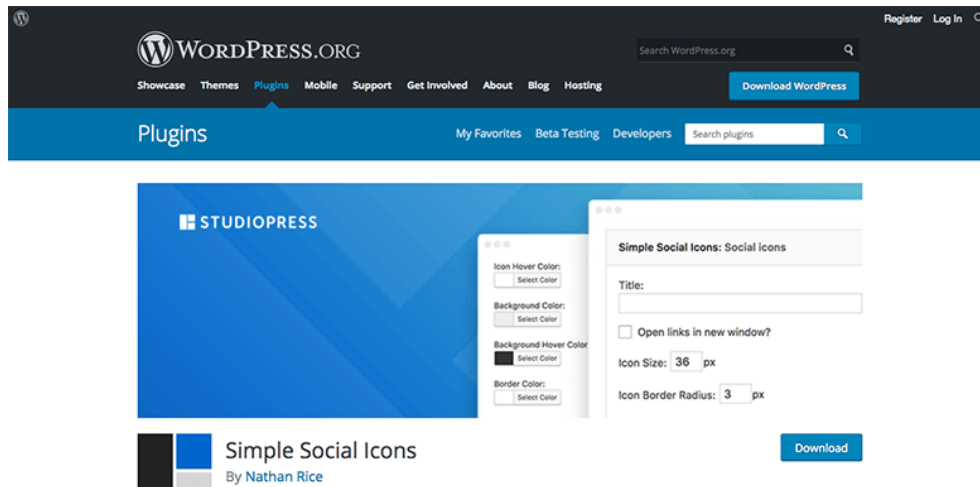 Register Log In
WORDPRESS.ORG
Search WordPress.org
Showcase Themes Plugins Mobile Support Get Involved About Blog Hosting
Download WordPress
Plugins
My Favorites Beta Testing Developers
Search plugins
STUDIOPRESS
Icon Hover Color:
Select Color
Background Color:
Select Color
Background Hover Color
Select Color
Border Color:
Select Color
Simple Social Icons: Social icons
Title:
Open links in new window?
Icon Size: 36 px
Icon Border Radius: 3 px
Simple Social Icons
By Nathan Rice
Download